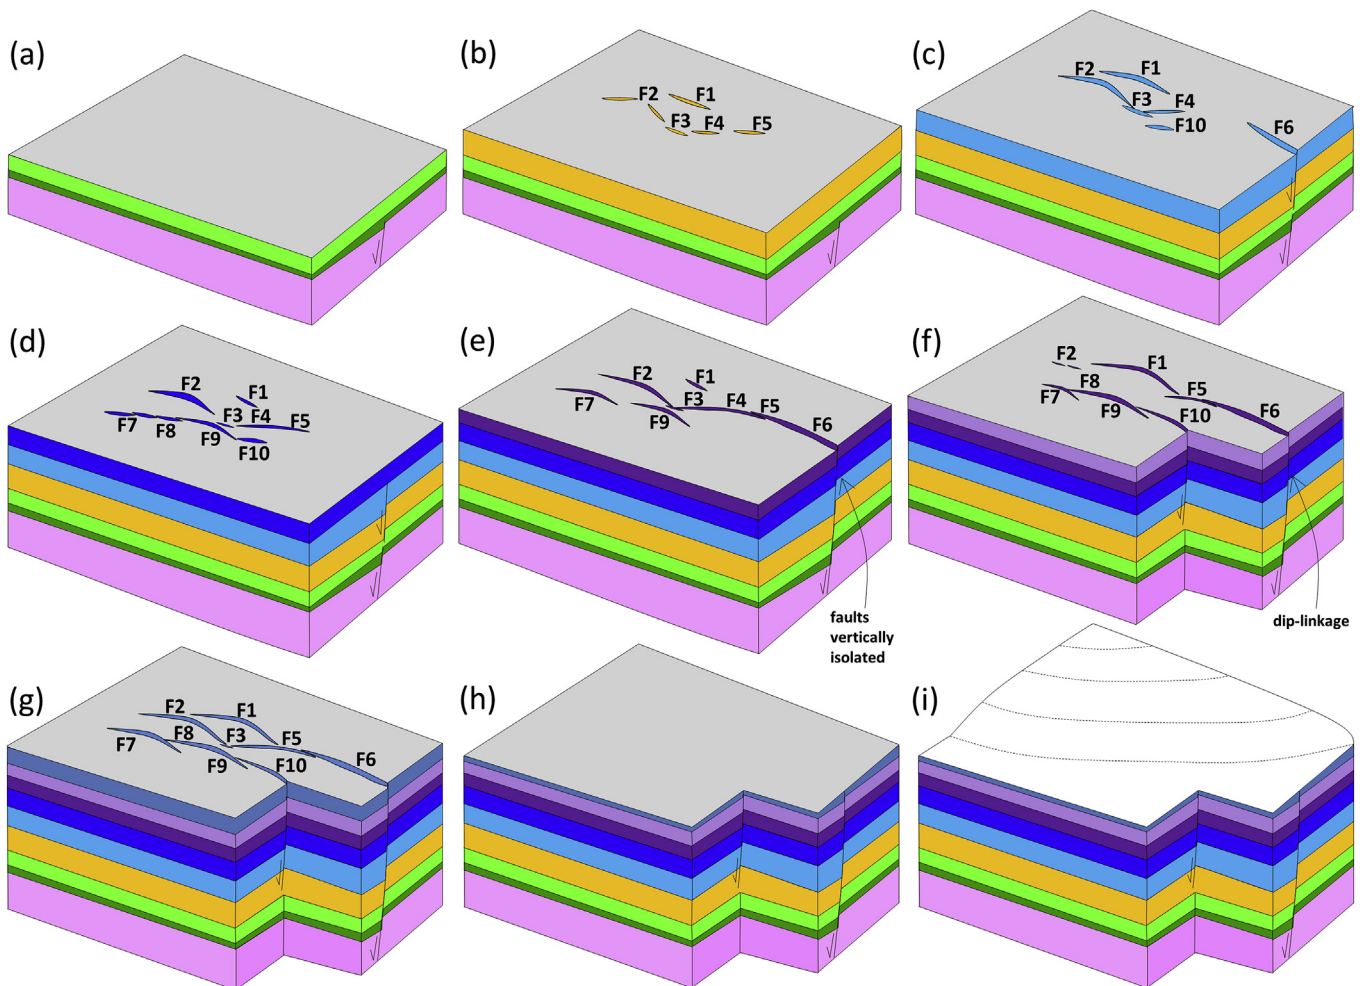 (a)
(b)
F2
F1
F3
F4
F5
(c)
F2
F1
F3
F4
F10
F6
(d)
F2
F1
F7
F8
F3
F4
F5
F9
F10
(e)
F2
F1
F7
F3
F4
F5
F9
F6
faults
vertically
isolated
(f)
F2
F1
F8
F7
F5
F9
F10
F6
dip-linkage
(g)
F2
F1
F7
F8
F3
F5
F9
F10
F6
(h)
(i)